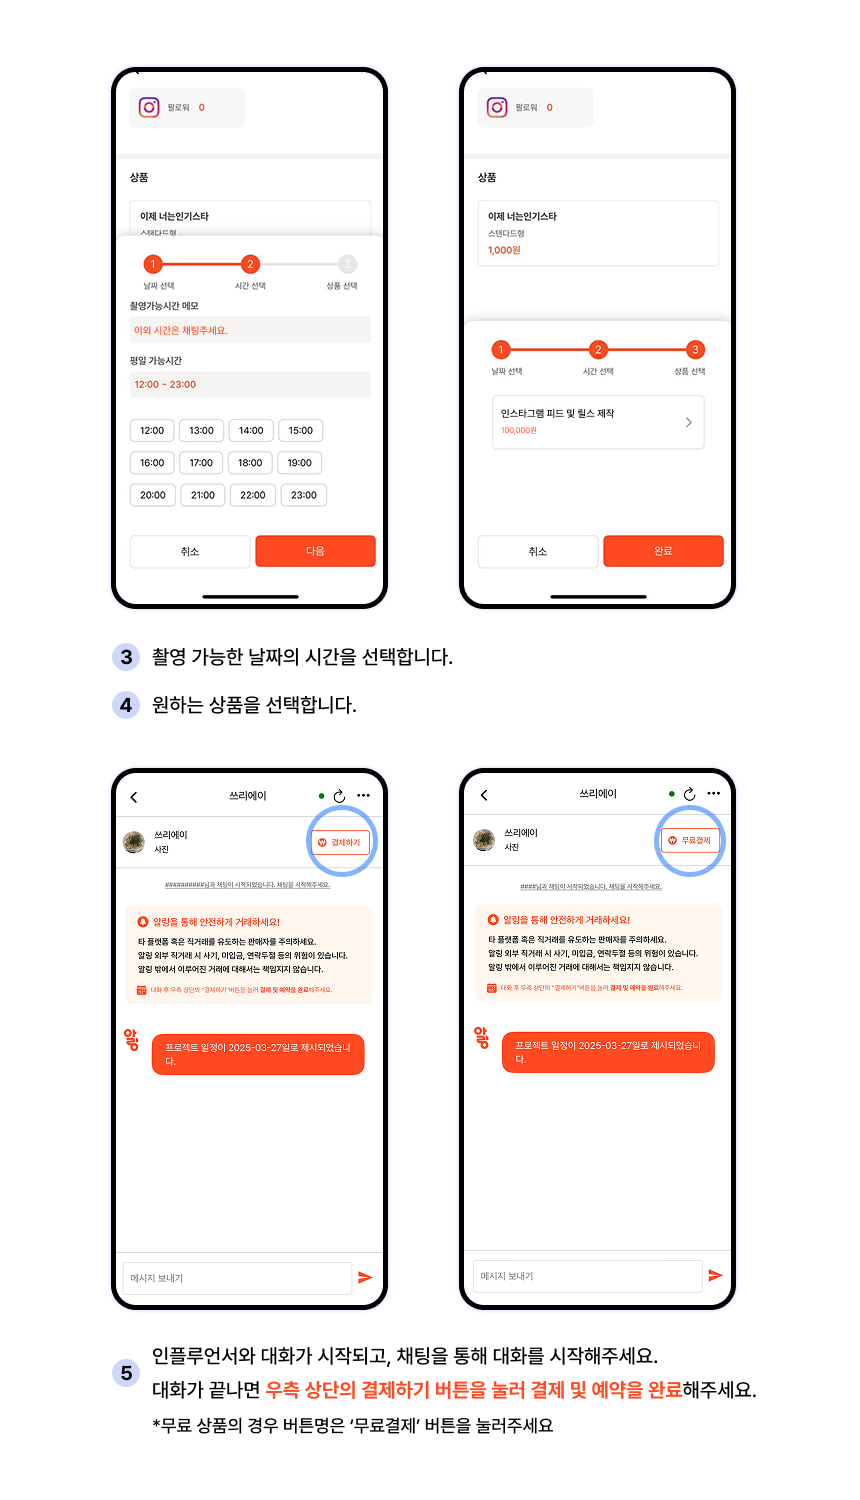 팔로워 0
상품
이제 너는인기스타
스탠다드형
1 2 3
날짜 선택 시간 선택 상품 선택
촬영가능시간 메모
이외 시간은 채팅주세요.
평일 가능시간
12:00 ~ 23:00
12:00 13:00 14:00 15:00
16:00 17:00 18:00 19:00
20:00 21:00 22:00 23:00
취소 다음
팔로워 0
상품
이제 너는인기스타
스탠다드형
1,000원
1 2 3
날짜 선택 시간 선택 상품 선택
인스타그램 피드 및 릴스 제작
100,000원
취소 완료
3 촬영 가능한 날짜의 시간을 선택합니다.
4 원하는 상품을 선택합니다.
쓰리에이
쓰리에이
사진
결제하기
##########님과 채팅이 시작되었습니다. 채팅을 시작해주세요.
알링을 통해 안전하게 거래하세요!
타 플랫폼 혹은 직거래를 유도하는 판매자를 주의하세요.
알링 외부 직거래 시 사기, 미입금, 연락두절 등의 위험이 있습니다.
알링 밖에서 이루어진 거래에 대해서는 책임지지 않습니다.
대화 후 우측 상단의 "결제하기"버튼을 눌러 결제 및 예약을 완료해주세요.
알링
프로젝트 일정이 2025-03-27일로 제시되었습니
다.
메시지 보내기
쓰리에이
쓰리에이
사진
무료결제
####님과 채팅이 시작되었습니다. 채팅을 시작해주세요.
알링을 통해 안전하게 거래하세요!
타 플랫폼 혹은 직거래를 유도하는 판매자를 주의하세요.
알링 외부 직거래 시 사기, 미입금, 연락두절 등의 위험이 있습니다.
알링 밖에서 이루어진 거래에 대해서는 책임지지 않습니다.
대화 후 우측 상단의 "결제하기"버튼을 눌러 결제 및 예약을 완료해주세요.
알링
프로젝트 일정이 2025-03-27일로 제시되었습니
다.
메시지 보내기
5 인플루언서와 대화가 시작되고, 채팅을 통해 대화를 시작해주세요.
대화가 끝나면 우측 상단의 결제하기 버튼을 눌러 결제 및 예약을 완료해주세요.
*무료 상품의 경우 버튼명은 ‘무료결제’ 버튼을 눌러주세요